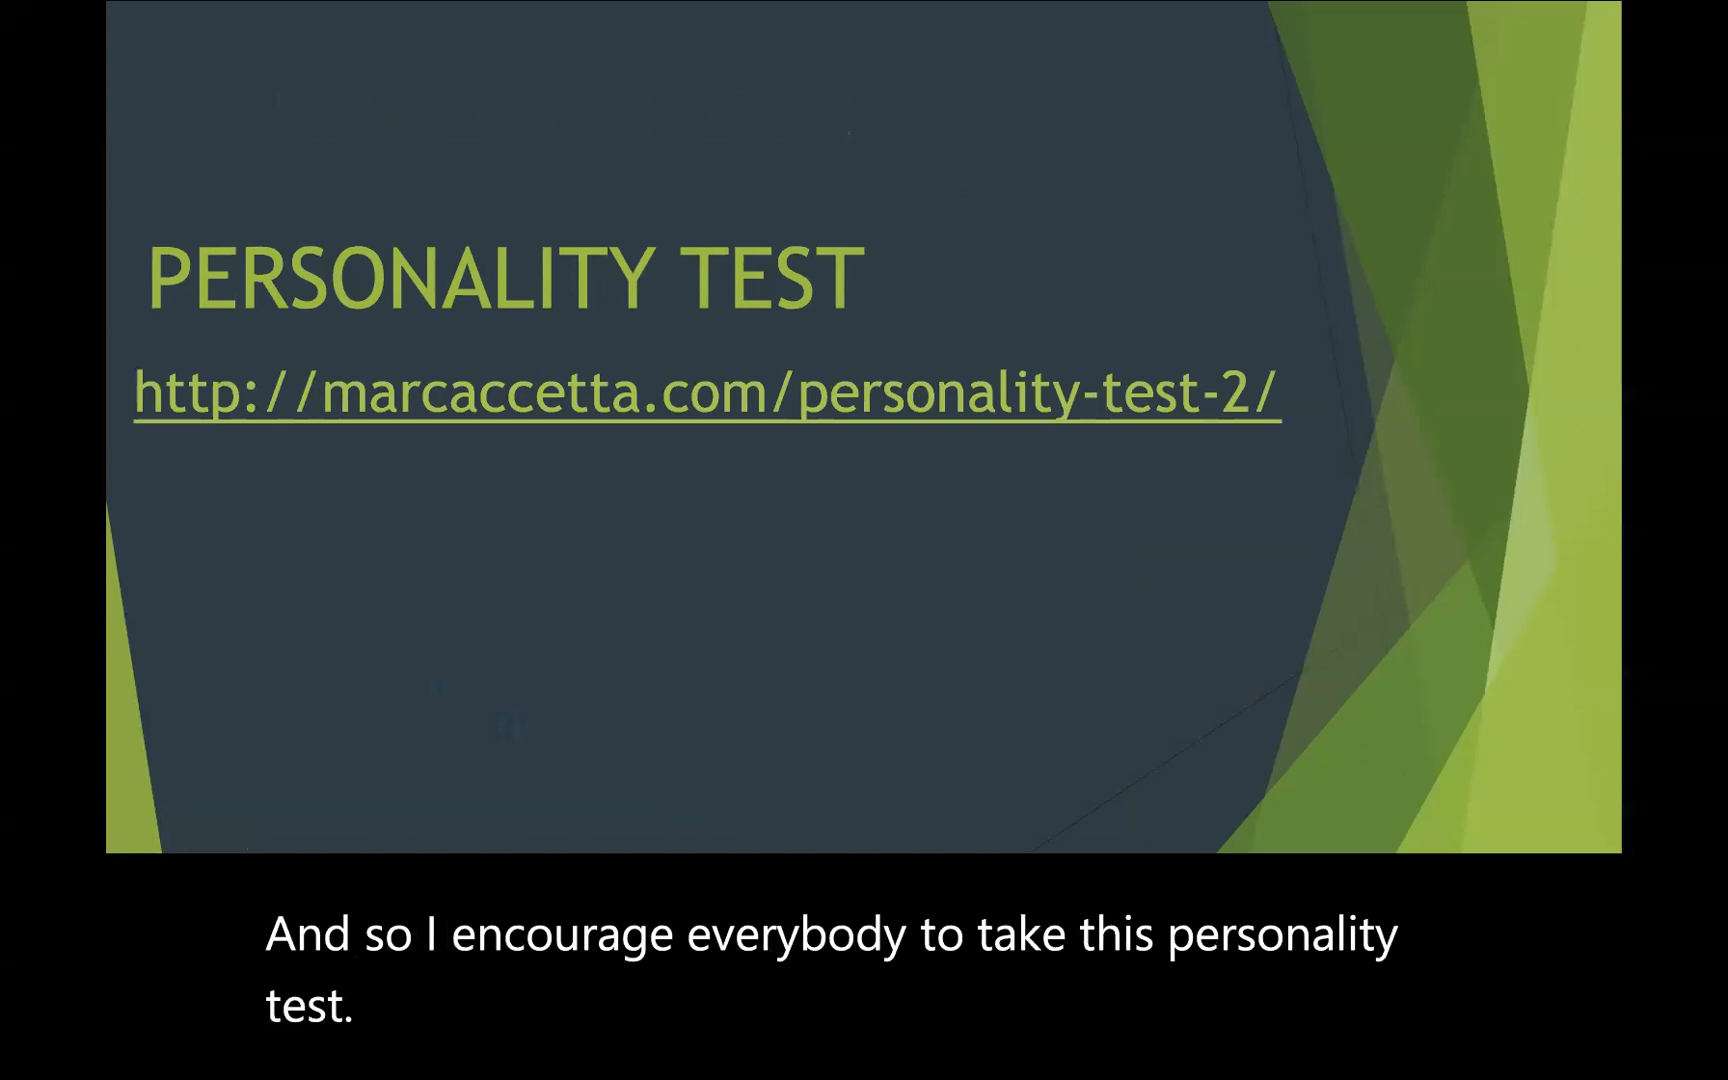 PERSONALITY TEST
http://marcaccetta.com/personality-test-2/
And so I encourage everybody to take this personality
test.